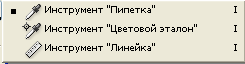 Инструмент "Пипетка" I
Инструмент "Цветовой эталон" I
Инструмент "Линейка" I